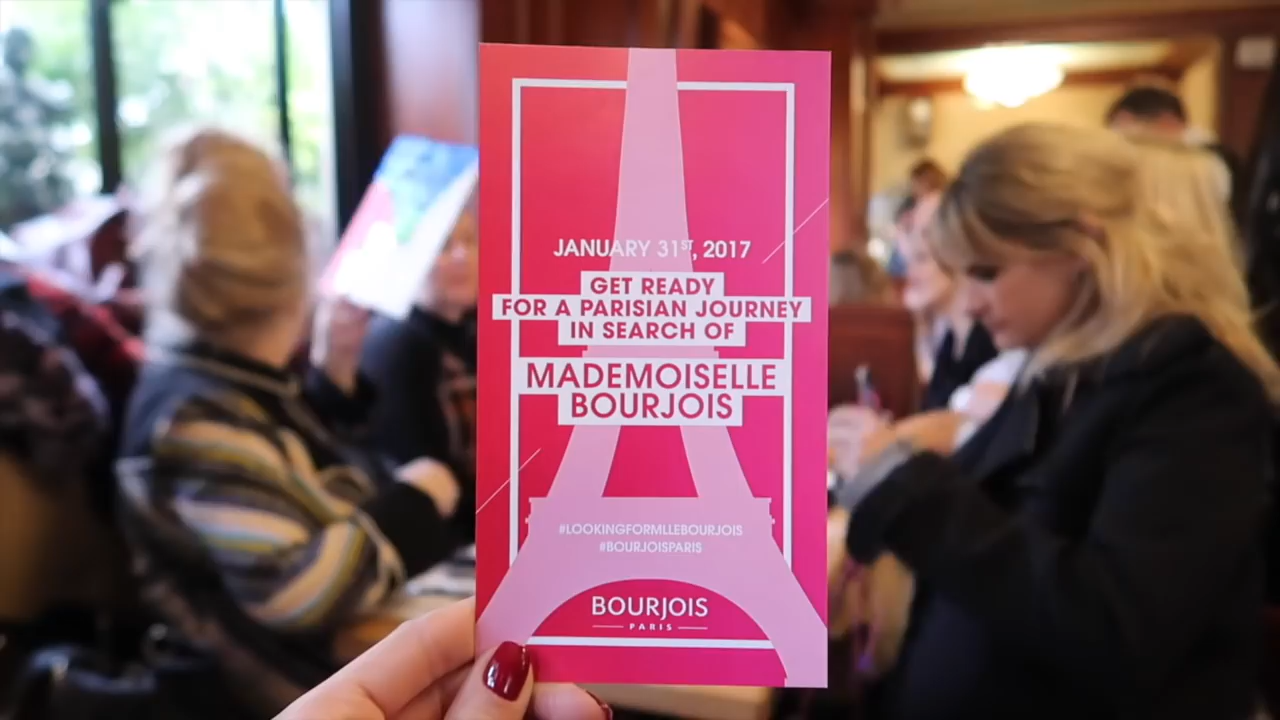 JANUARY 31ST, 2017
GET READY
FOR A PARISIAN JOURNEY
IN SEARCH OF
MADEMOISELLE
BOURJOIS
#LOOKINGFORMLLEBOURJOIS
#BOURJOISPARIS
BOURJOIS
PARIS